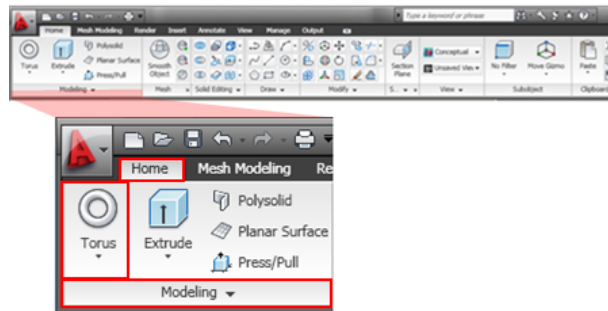 Type a keyword or phrase
Home Mesh Modeling Render Insert Annotate View Manage Output
Torus Extrude Polysolid
Planar Surface
Press/Pull
Smooth Object
Section Plane
Conceptual
Unsaved View
No Filter Move Gizmo Paste
Modeling Mesh Solid Editing Draw Modify S... View Subobject Clipboard
Home Mesh Modeling Re
Polysolid
Planar Surface
Torus Extrude
Press/Pull
Modeling